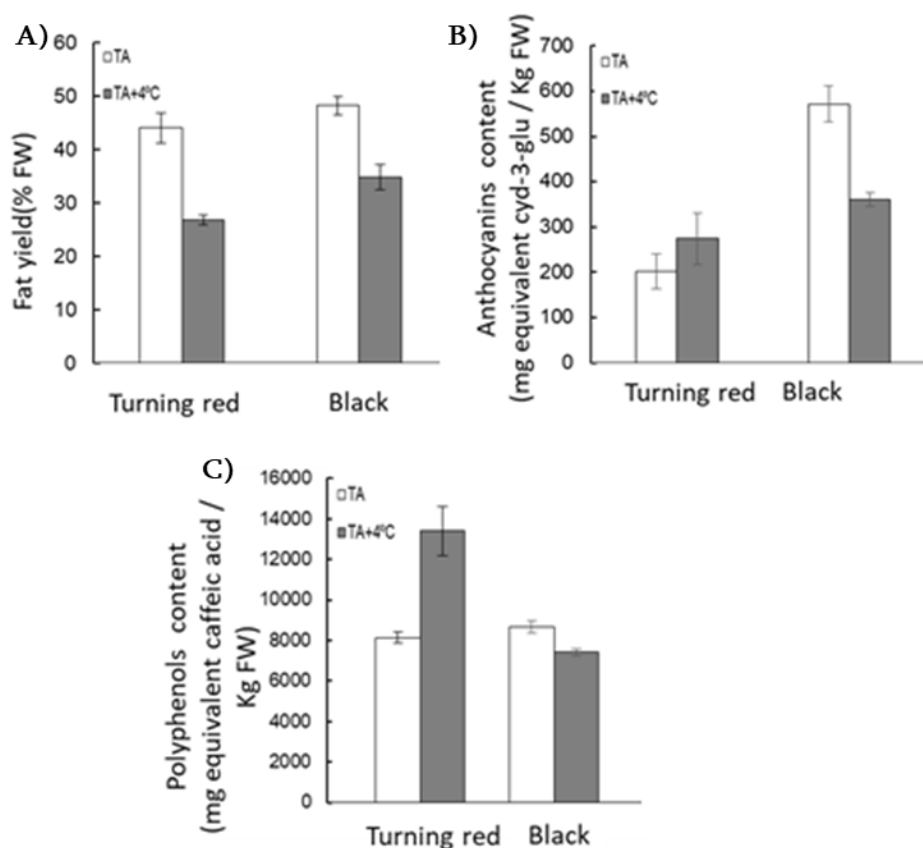 A)
Fat yield(% FW)
60
50
40
30
20
10
0
TA
TA+4ºC
Turning red
Black
B)
Anthocyanins content
(mg equivalent cyd-3-glu / Kg FW)
700
600
500
400
300
200
100
0
TA
TA+4ºC
Turning red
Black
C)
Polyphenols content
(mg equivalent caffeic acid /
Kg FW)
16000
14000
12000
10000
8000
6000
4000
2000
0
TA
TA+4ºC
Turning red
Black